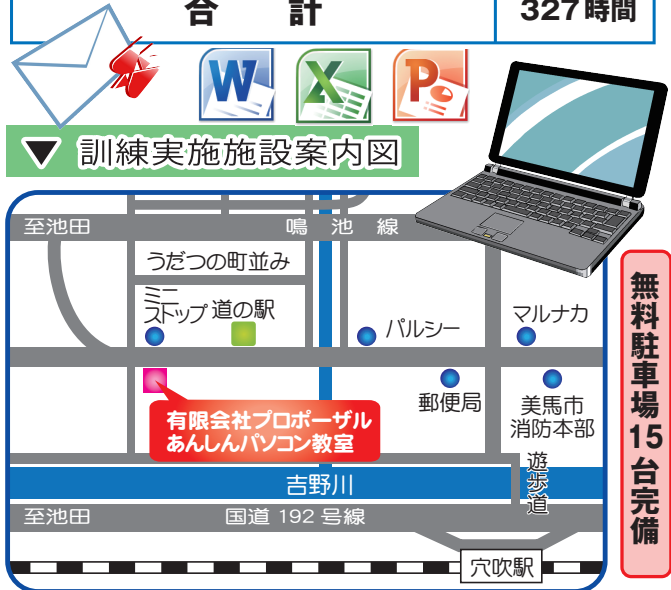 合計 327時間
W X P
▼ 訓練実施施設案内図
至池田 鳴池線
うだつの町並み
ミニ
ストップ 道の駅
パルシー
マルナカ
郵便局
美馬市
消防本部
有限会社プロポーザル
あんしんパソコン教室
遊歩道
吉野川
至池田 国道192号線
穴吹駅
無料駐車場15台完備